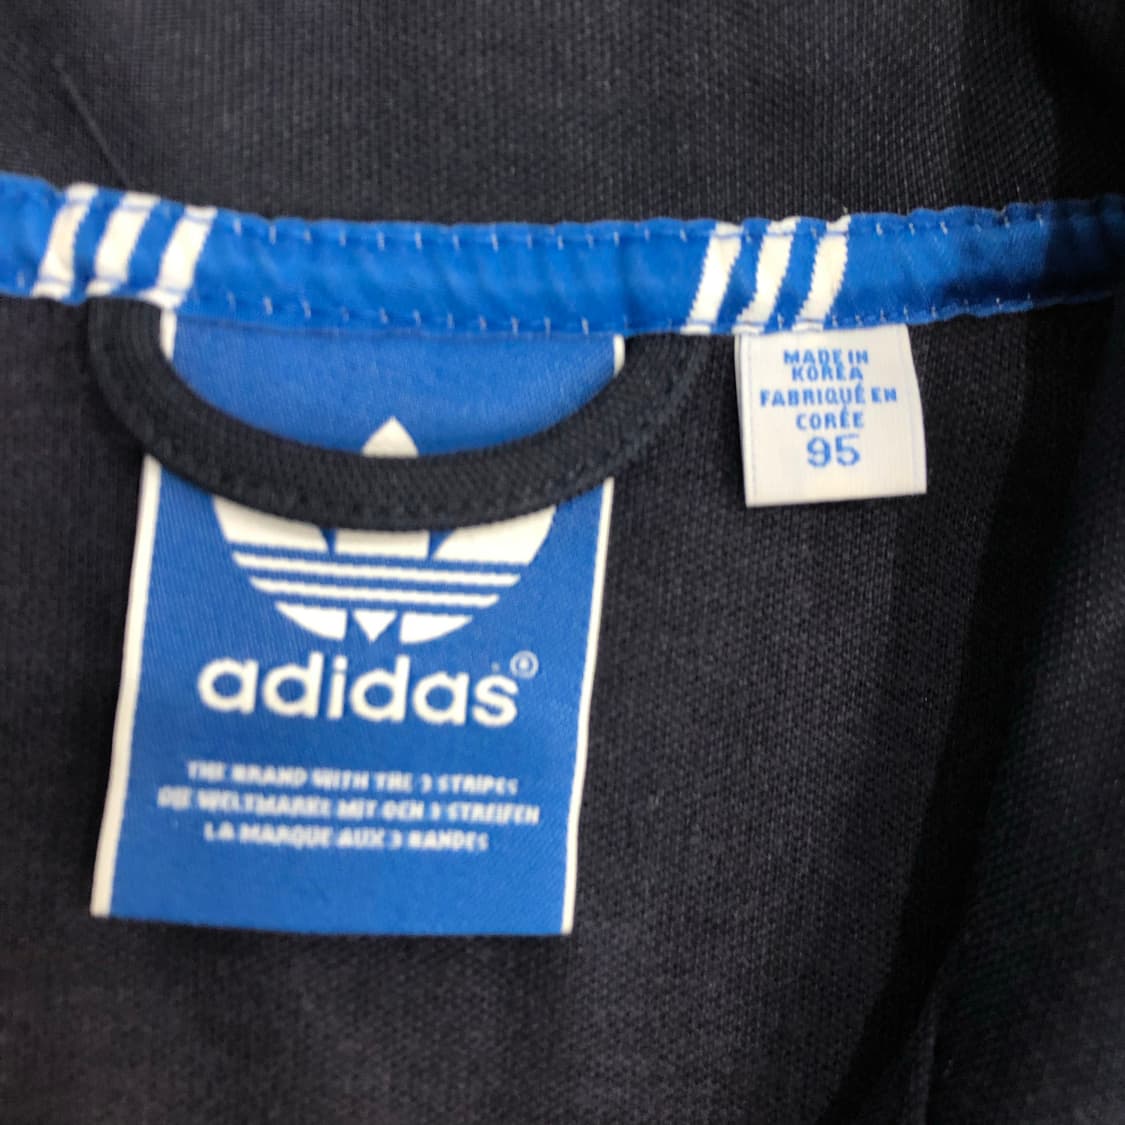 MADE IN
KOREA
FABRIQUÉ EN
CORÉE
95
adidas®
THE BRAND WITH THE 3 STRIPES
DIE WELTMARKE MIT DEN 3 STREIFEN
LA MARQUE AUX 3 BANDES